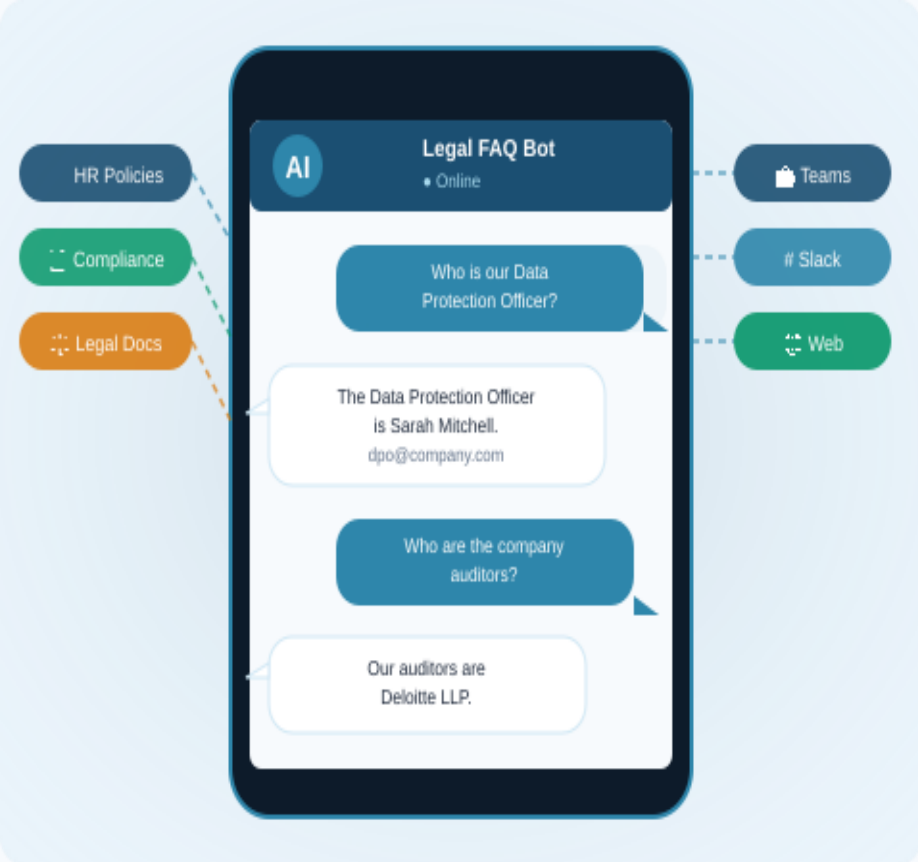 AI
Legal FAQ Bot
● Online
HR Policies
Compliance
Legal Docs
Who is our Data
Protection Officer?
The Data Protection Officer
is Sarah Mitchell.
dpo@company.com
Who are the company
auditors?
Our auditors are
Deloitte LLP.
Teams
# Slack
Web